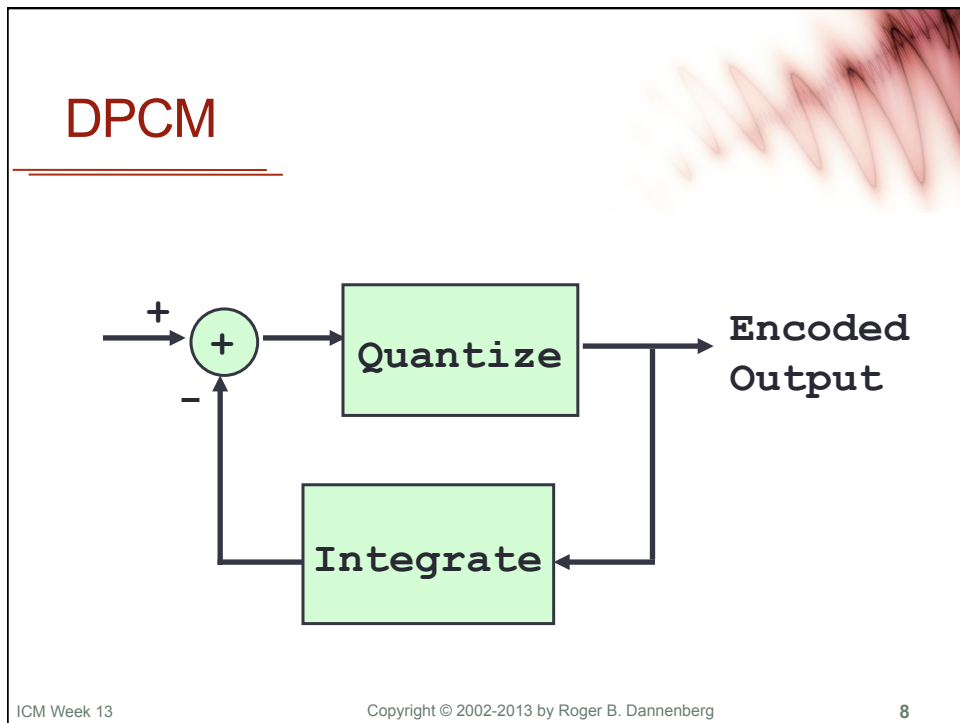 DPCM
+
+
-
Quantize
Encoded
Output
Integrate
ICM Week 13
Copyright © 2002-2013 by Roger B. Dannenberg
8